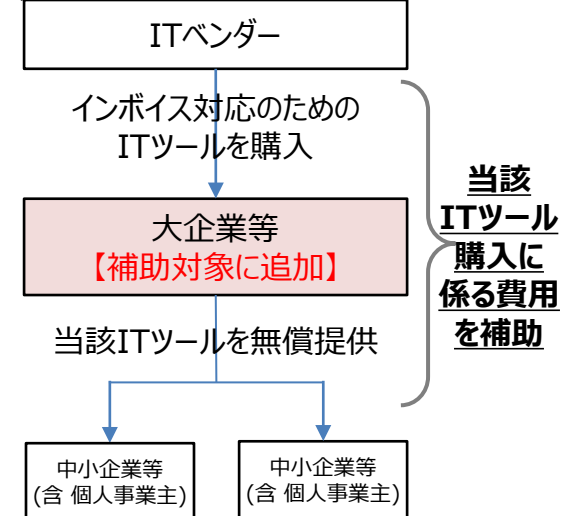 ITベンダー
インボイス対応のための
ITツールを購入
大企業等
【補助対象に追加】
当該ITツールを無償提供
中小企業等
(含 個人事業主)
中小企業等
(含 個人事業主)
当該
ITツール
購入に
係る費用
を補助